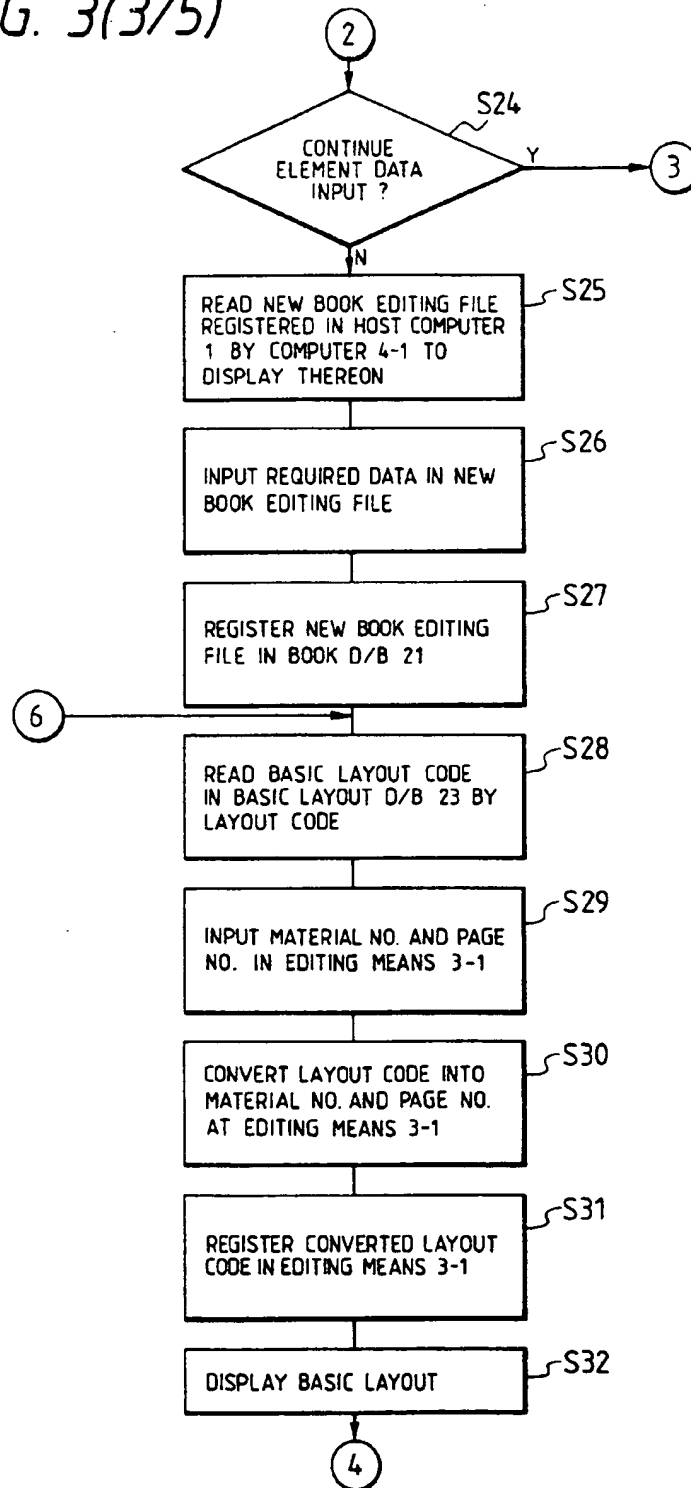 G. 3(3/5)
2
S24
CONTINUE
ELEMENT DATA
INPUT ?
Y
3
N
S25
READ NEW BOOK EDITING FILE
REGISTERED IN HOST COMPUTER
1 BY COMPUTER 4-1 TO
DISPLAY THEREON
S26
INPUT REQUIRED DATA IN NEW
BOOK EDITING FILE
S27
REGISTER NEW BOOK EDITING
FILE IN BOOK D/B 21
6
S28
READ BASIC LAYOUT CODE
IN BASIC LAYOUT D/B 23 BY
LAYOUT CODE
S29
INPUT MATERIAL NO. AND PAGE
NO. IN EDITING MEANS 3-1
S30
CONVERT LAYOUT CODE INTO
MATERIAL NO. AND PAGE NO.
AT EDITING MEANS 3-1
S31
REGISTER CONVERTED LAYOUT
CODE IN EDITING MEANS 3-1
S32
DISPLAY BASIC LAYOUT
4